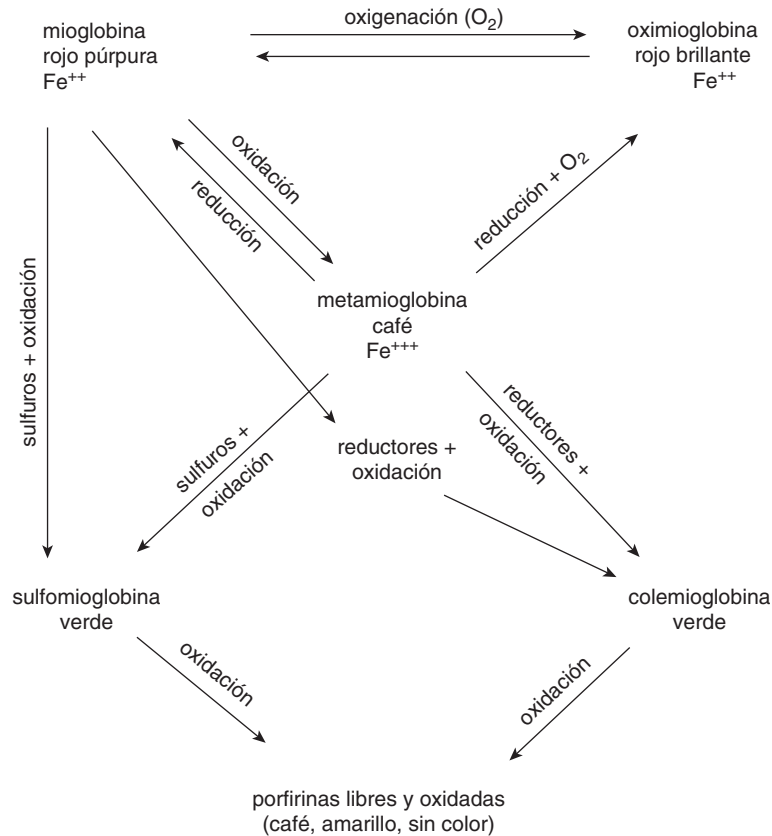 mioglobina
rojo púrpura
Fe++
oxigenación (O2)
oximioglobina
rojo brillante
Fe++
oxidación
reducción
reducción + O2
sulfuros + oxidación
metamioglobina
café
Fe+++
sulfuros +
oxidación
reductores +
oxidación
reductores +
oxidación
sulfomioglobina
verde
colemioglobina
verde
oxidación
oxidación
porfirinas libres y oxidadas
(café, amarillo, sin color)